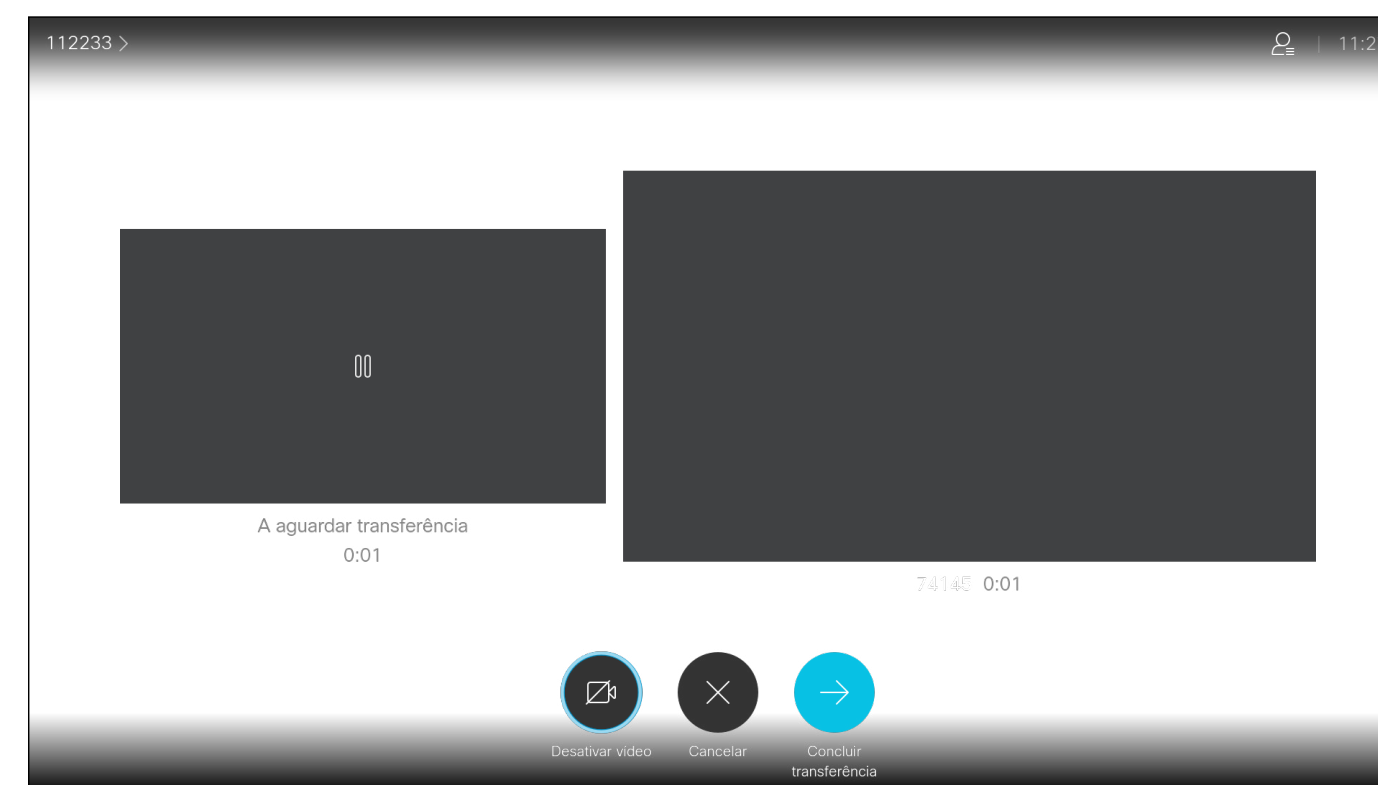 112233
11:2
A aguardar transferência
0:01
74145 0:01
Desativar vídeo
Cancelar
Concluir
transferência